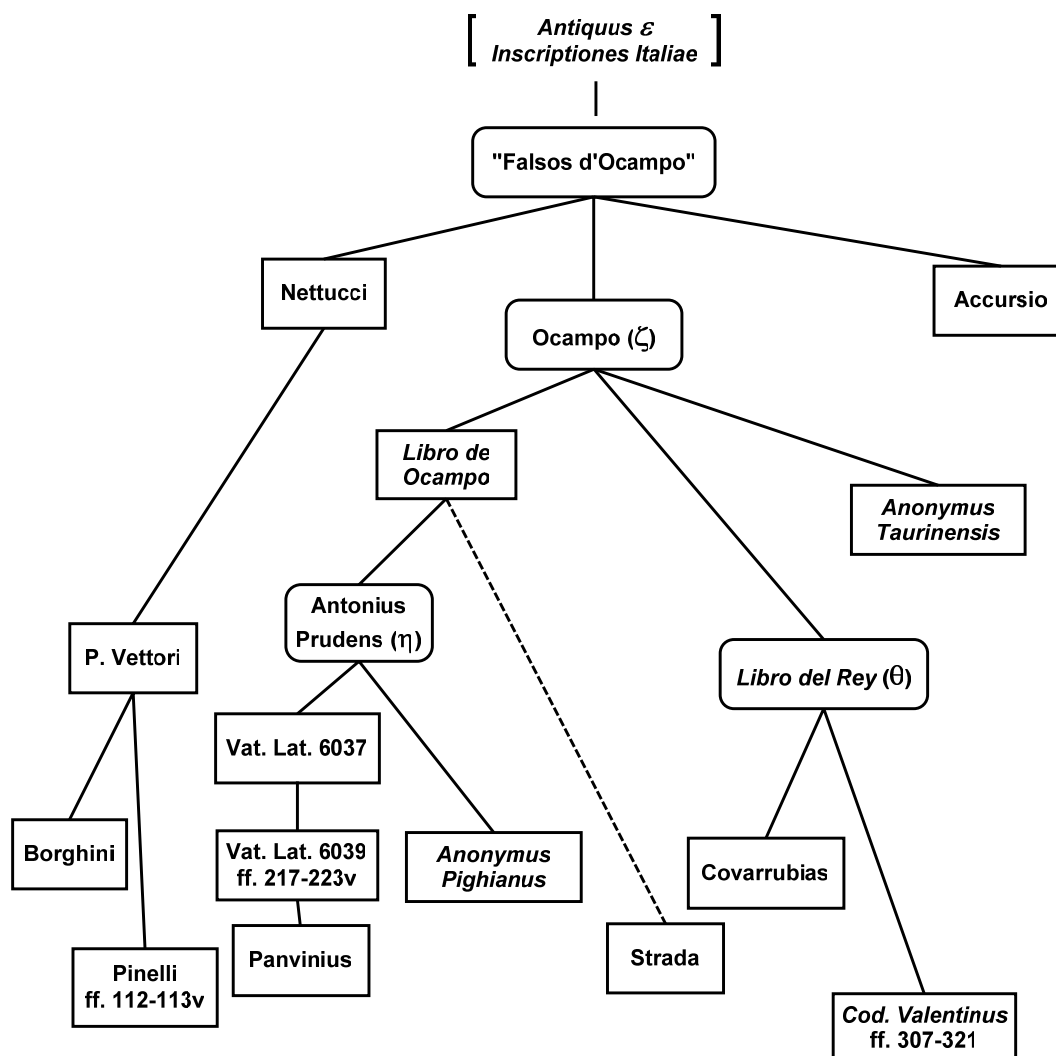 Antiquus ε
Inscriptiones Italiae
"Falsos d'Ocampo"
Nettucci
Accursio
Ocampo (ζ)
Libro de
Ocampo
Anonymus
Taurinensis
Antonius
Prudens (η)
P. Vettori
Libro del Rey (θ)
Vat. Lat. 6037
Borghini
Vat. Lat. 6039
ff. 217-223v
Anonymus
Pighianus
Covarrubias
Panvinius
Strada
Pinelli
ff. 112-113v
Cod. Valentinus
ff. 307-321